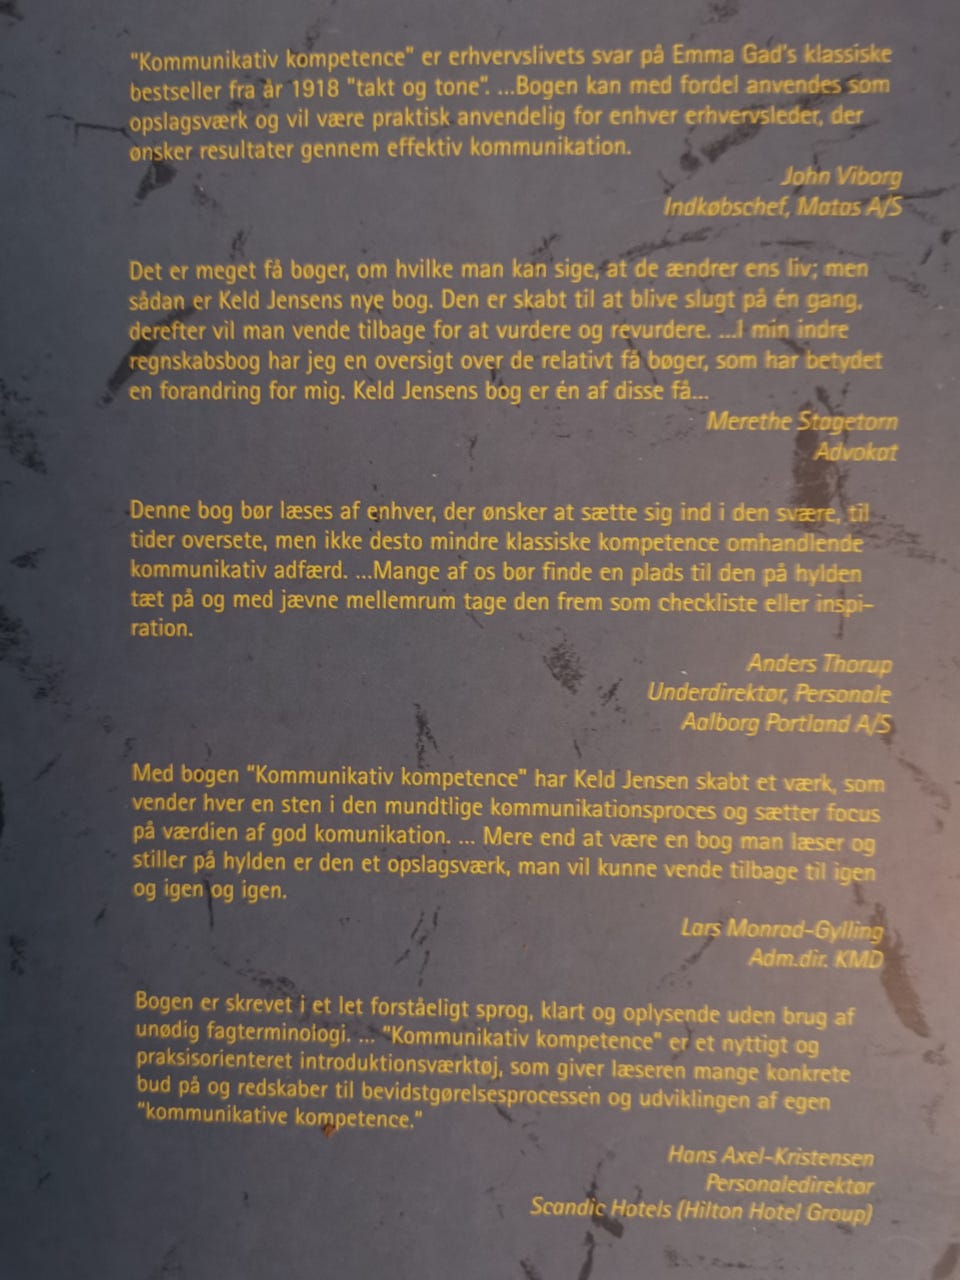 "Kommunikativ kompetence" er erhvervslivets svar på Emma Gad's klassiske
bestseller fra år 1918 "takt og tone". ...Bogen kan med fordel anvendes som
opslagsværk og vil være praktisk anvendelig for enhver erhvervsleder, der
ønsker resultater gennem effektiv kommunikation.
John Viborg
Indkøbschef, Matas A/S
Det er meget få bøger, om hvilke man kan sige, at de ændrer ens liv; men
sådan er Keld Jensens nye bog. Den er skabt til at blive slugt på én gang,
derefter vil man vende tilbage for at vurdere og revurdere. ...I min indre
regnskabsbog har jeg en oversigt over de relativt få bøger, som har betydet
en forandring for mig. Keld Jensens bog er én af disse få...
Merethe Stagetorn
Advokat
Denne bog bør læses af enhver, der ønsker at sætte sig ind i den svære, til
tider oversete, men ikke desto mindre klassiske kompetence omhandlende
kommunikativ adfærd. ...Mange af os bør finde en plads til den på hylden
tæt på og med jævne mellemrum tage den frem som checkliste eller inspi-
ration.
Anders Thorup
Underdirektør, Personale
Aalborg Portland A/S
Med bogen "Kommunikativ kompetence" har Keld Jensen skabt et værk, som
vender hver en sten i den mundtlige kommunikationsproces og sætter focus
på værdien af god komunikation. ... Mere end at være en bog man læser og
stiller på hylden er den et opslagsværk, man vil kunne vende tilbage til igen
og igen og igen.
Lars Monrad-Gylling
Adm.dir. KMD
Bogen er skrevet i et let forståeligt sprog, klart og oplysende uden brug af
unødig fagterminologi. ... "Kommunikativ kompetence" er et nyttigt og
praksisorienteret introduktionsværktøj, som giver læseren mange konkrete
bud på og redskaber til bevidstgørelsesprocessen og udviklingen af egen
"kommunikative kompetence."
Hans Axel-Kristensen
Personaledirektør
Scandic Hotels (Hilton Hotel Group)